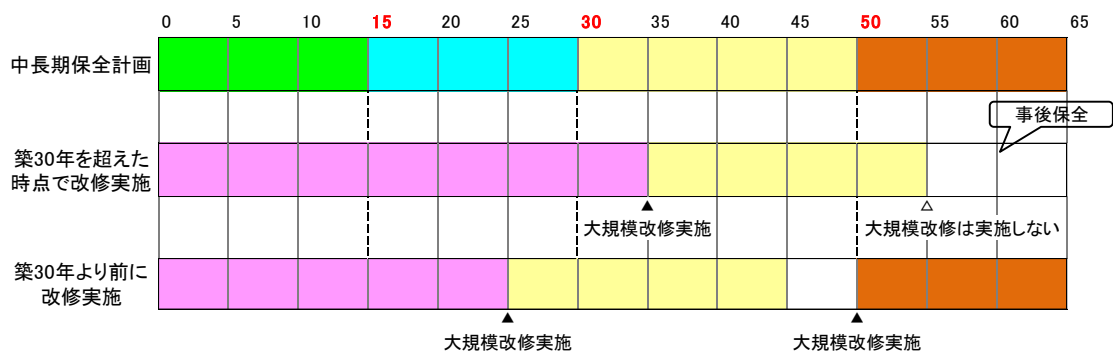 0 5 10 15 20 25 30 35 40 45 50 55 60 65
中長期保全計画
事後保全
築30年を超えた
時点で改修実施
▲ △
大規模改修実施 大規模改修は実施しない
築30年より前に
改修実施
▲ ▲
大規模改修実施 大規模改修実施